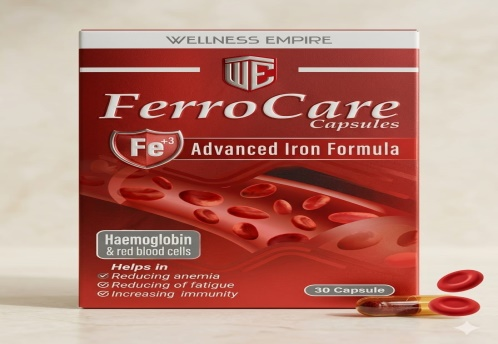 WELLNESS EMPIRE
WE
FerroCare
Capsules
Fe+3
Advanced Iron Formula
Haemoglobin
& red blood cells
Helps in
Reducing anemia
Reducing of fatigue
Increasing immunity
30 Capsule